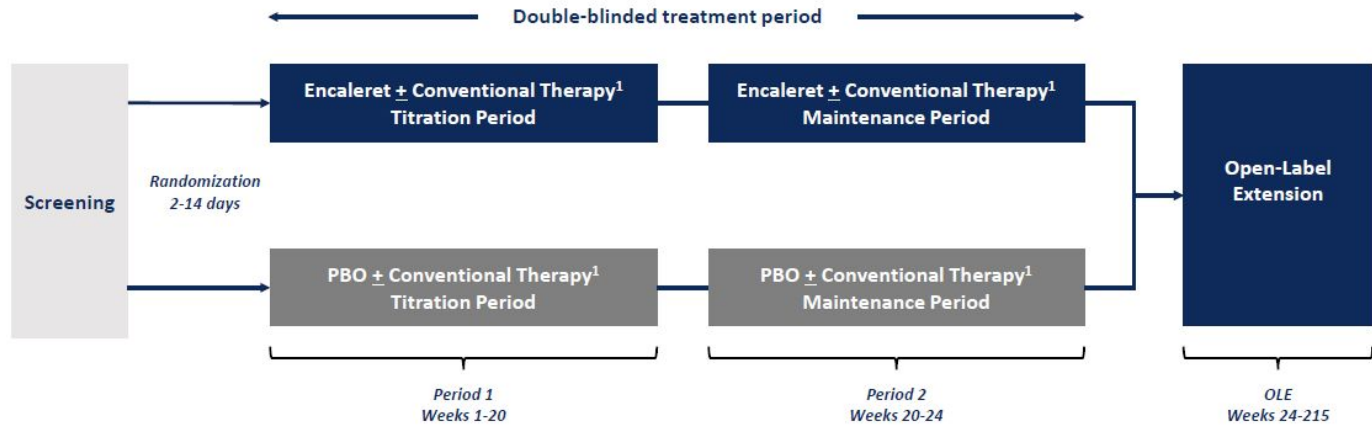 Double-blinded treatment period
Screening
Randomization
2-14 days
Encaleret + Conventional Therapy¹
Titration Period
Encaleret + Conventional Therapy¹
Maintenance Period
PBO + Conventional Therapy¹
Titration Period
PBO + Conventional Therapy¹
Maintenance Period
Open-Label
Extension
Period 1
Weeks 1-20
Period 2
Weeks 20-24
OLE
Weeks 24-215